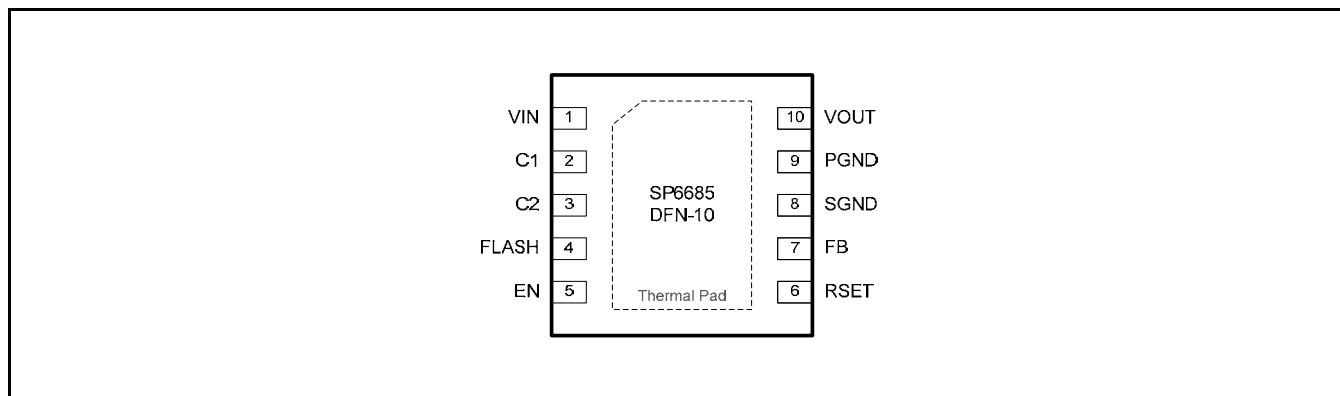 VIN 1
C1 2
C2 3
FLASH 4
EN 5
SP6685
DFN-10
Thermal Pad
10 VOUT
9 PGND
8 SGND
7 FB
6 RSET